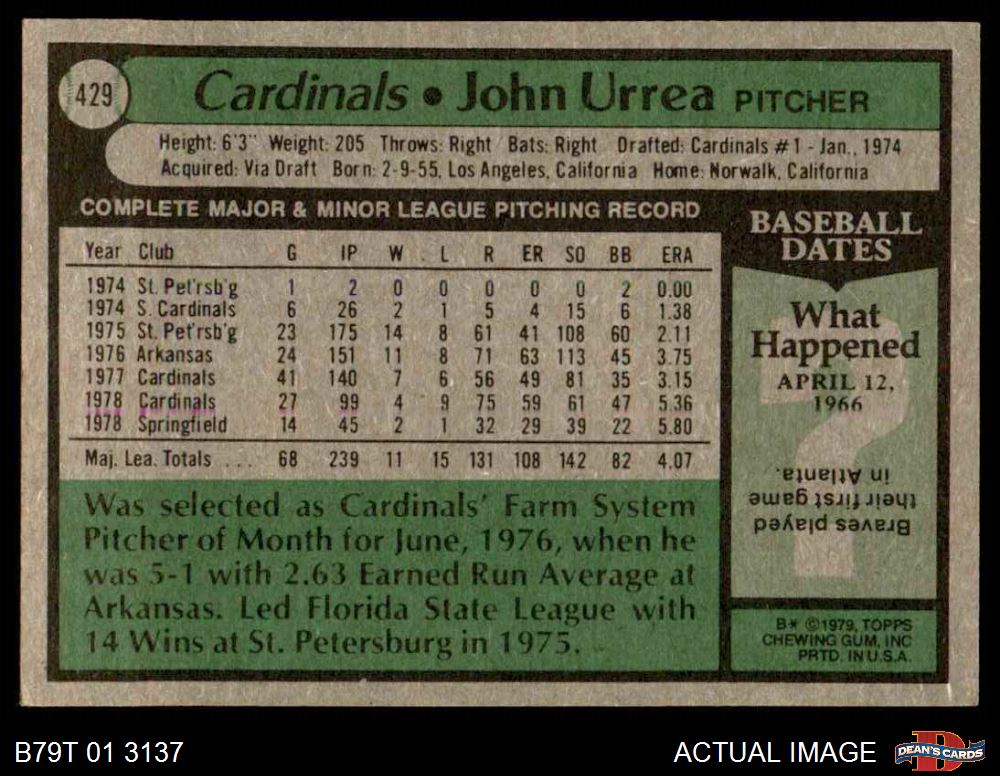 429
Cardinals • John Urrea PITCHER
Height: 6'3" Weight: 205 Throws: Right Bats: Right Drafted: Cardinals #1 - Jan., 1974
Acquired: Via Draft Born: 2-9-55, Los Angeles, California Home: Norwalk, California
COMPLETE MAJOR & MINOR LEAGUE PITCHING RECORD
Year Club G IP W L R ER SO BB ERA
1974 St. Pet'rsb'g 1 2 0 0 0 0 0 2 0.00
1974 S. Cardinals 6 26 2 1 5 4 15 6 1.38
1975 St. Pet'rsb'g 23 175 14 8 61 41 108 60 2.11
1976 Arkansas 24 151 11 8 71 63 113 45 3.75
1977 Cardinals 41 140 7 6 56 49 81 35 3.15
1978 Cardinals 27 99 4 9 75 59 61 47 5.36
1978 Springfield 14 45 2 1 32 29 39 22 5.80
Maj. Lea. Totals ... 68 239 11 15 131 108 142 82 4.07
Was selected as Cardinals' Farm System
Pitcher of Month for June, 1976, when he
was 5-1 with 2.63 Earned Run Average at
Arkansas. Led Florida State League with
14 Wins at St. Petersburg in 1975.
BASEBALL
DATES
What
Happened
APRIL 12,
1966
Braves played
their first game
in Atlanta.
B* ©1979, TOPPS
CHEWING GUM, INC
PRTD. IN U.S.A.
B79T 01 3137
ACTUAL IMAGE
DEAN'S CARDS